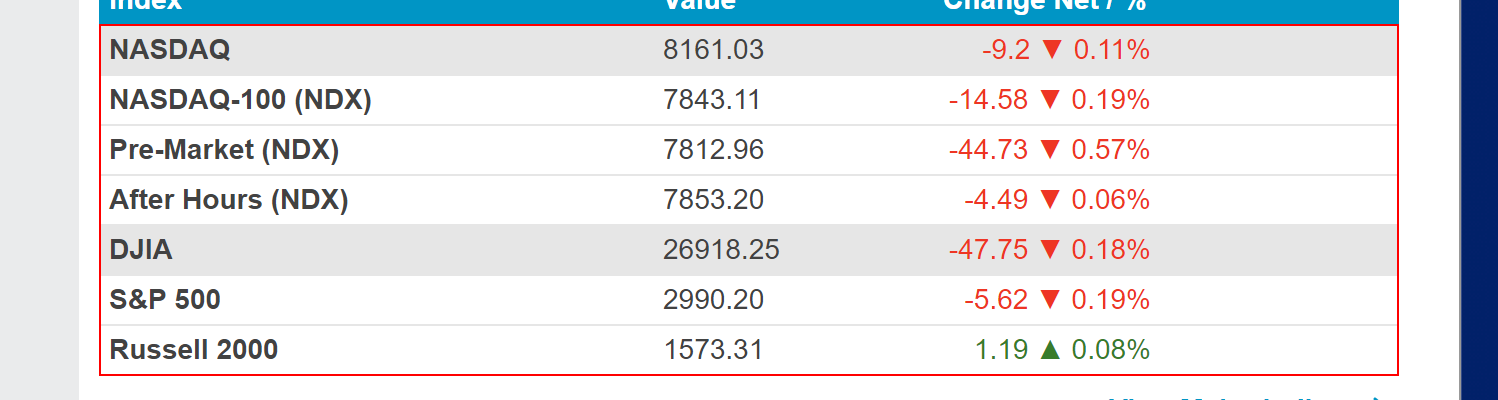 Index Value Change Net / %
NASDAQ 8161.03 -9.2 ▼ 0.11%
NASDAQ-100 (NDX) 7843.11 -14.58 ▼ 0.19%
Pre-Market (NDX) 7812.96 -44.73 ▼ 0.57%
After Hours (NDX) 7853.20 -4.49 ▼ 0.06%
DJIA 26918.25 -47.75 ▼ 0.18%
S&P 500 2990.20 -5.62 ▼ 0.19%
Russell 2000 1573.31 1.19 ▲ 0.08%